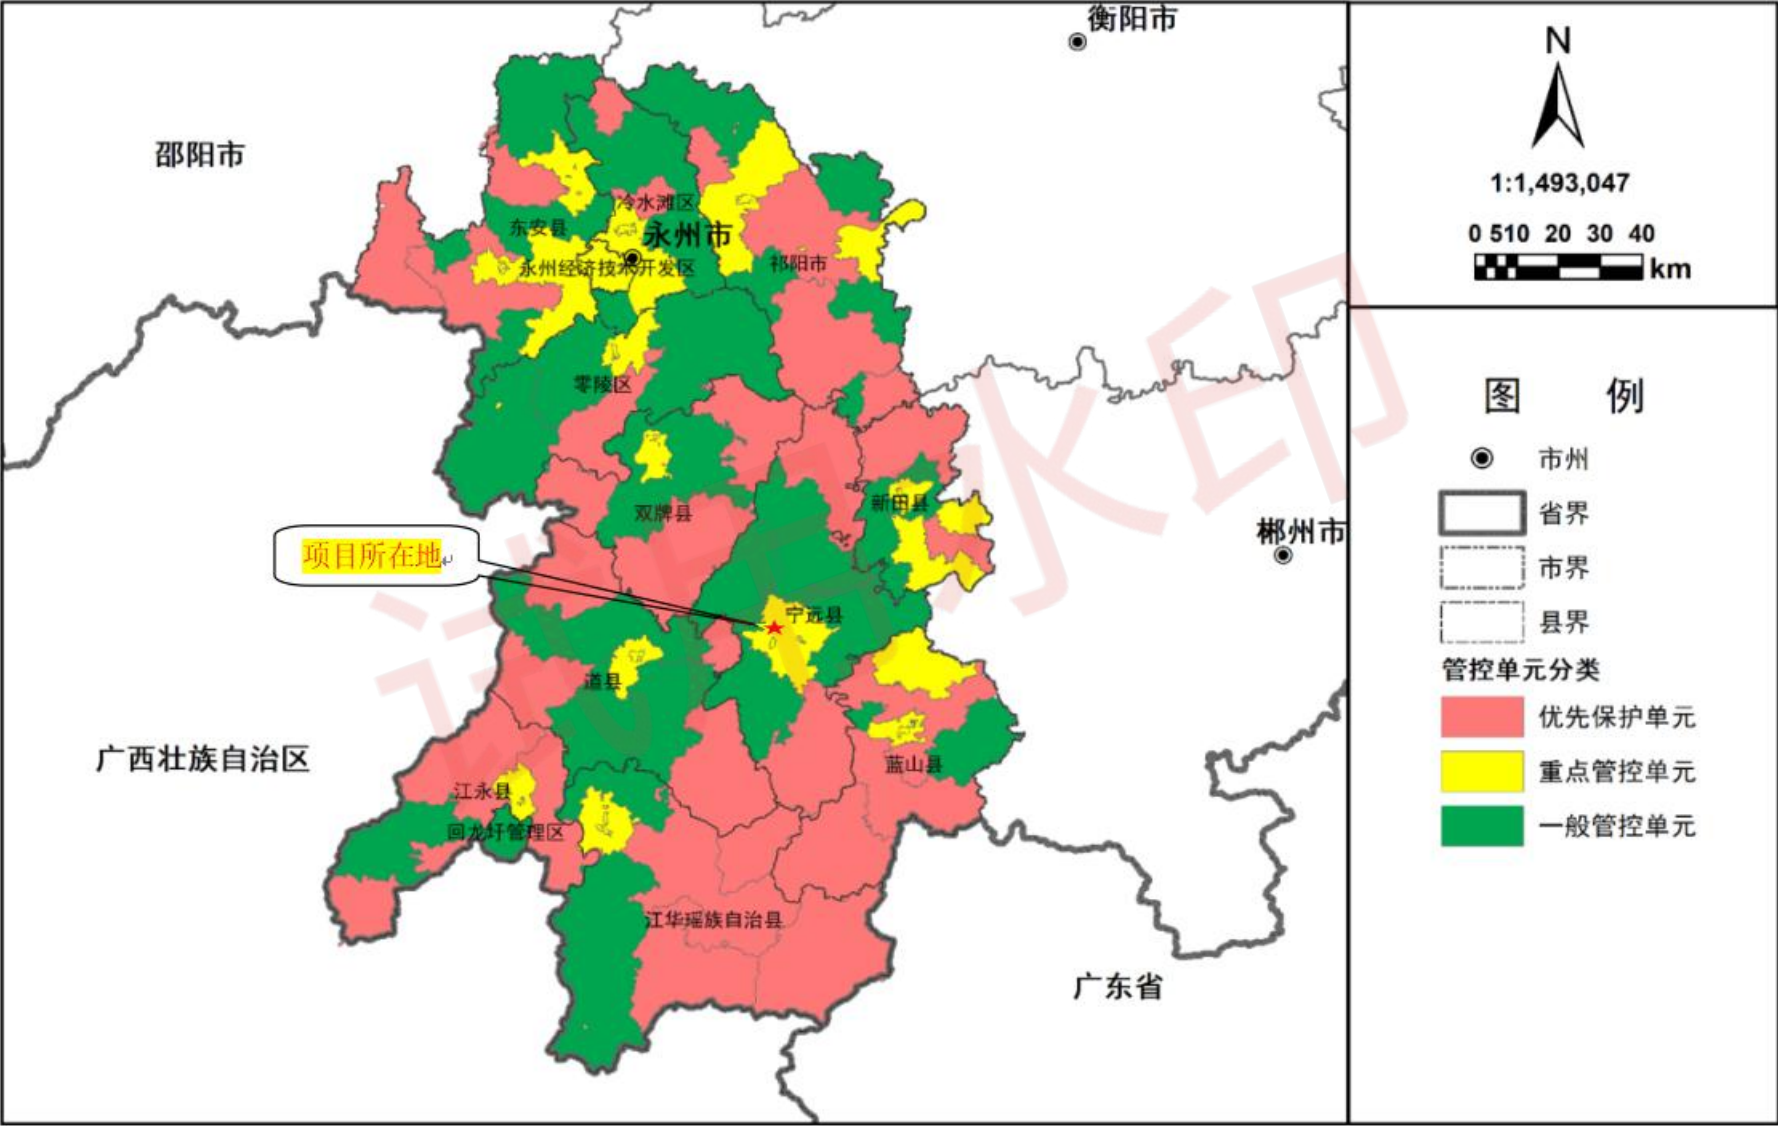 衡阳市
邵阳市
冷水滩区
东安县
永州市
永州经济技术开发区
祁阳市
零陵区
双牌县
新田县
郴州市
项目所在地
宁远县
道县
广西壮族自治区
蓝山县
江永县
回龙圩管理区
江华瑶族自治县
广东省
N
1:1,493,047
0 510 20 30 40
km
图 例
市州
省界
市界
县界
管控单元分类
优先保护单元
重点管控单元
一般管控单元
试用水印